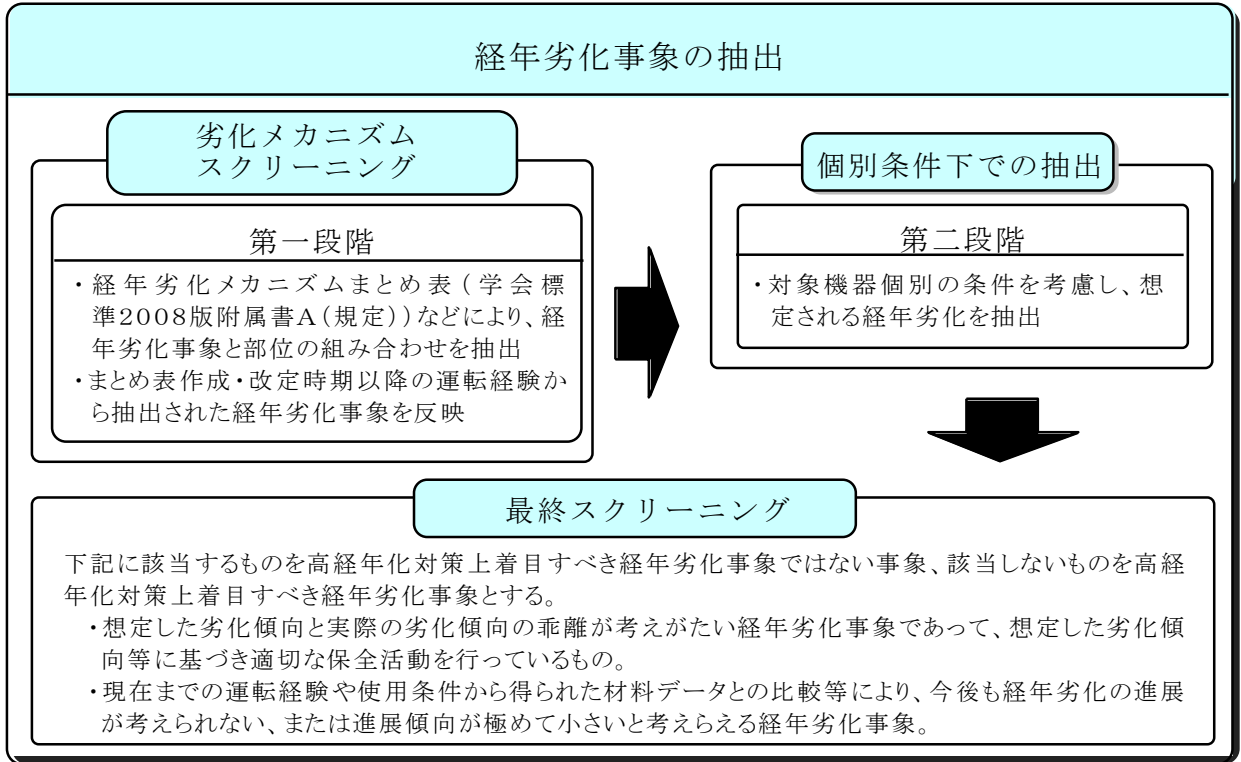 経年劣化事象の抽出
劣化メカニズム
スクリーニング
第一段階
・経年劣化メカニズムまとめ表(学会標
準2008版附属書A(規定))などにより、経
年劣化事象と部位の組み合わせを抽出
・まとめ表作成・改定時期以降の運転経験か
ら抽出された経年劣化事象を反映
個別条件下での抽出
第二段階
・対象機器個別の条件を考慮し、想
定される経年劣化を抽出
最終スクリーニング
下記に該当するものを高経年化対策上着目すべき経年劣化事象ではない事象、該当しないものを高経
年化対策上着目すべき経年劣化事象とする。
・想定した劣化傾向と実際の劣化傾向の乖離が考えがたい経年劣化事象であって、想定した劣化傾
向等に基づき適切な保全活動を行っているもの。
・現在までの運転経験や使用条件から得られた材料データとの比較等により、今後も経年劣化の進展
が考えられない、または進展傾向が極めて小さいと考えらえる経年劣化事象。